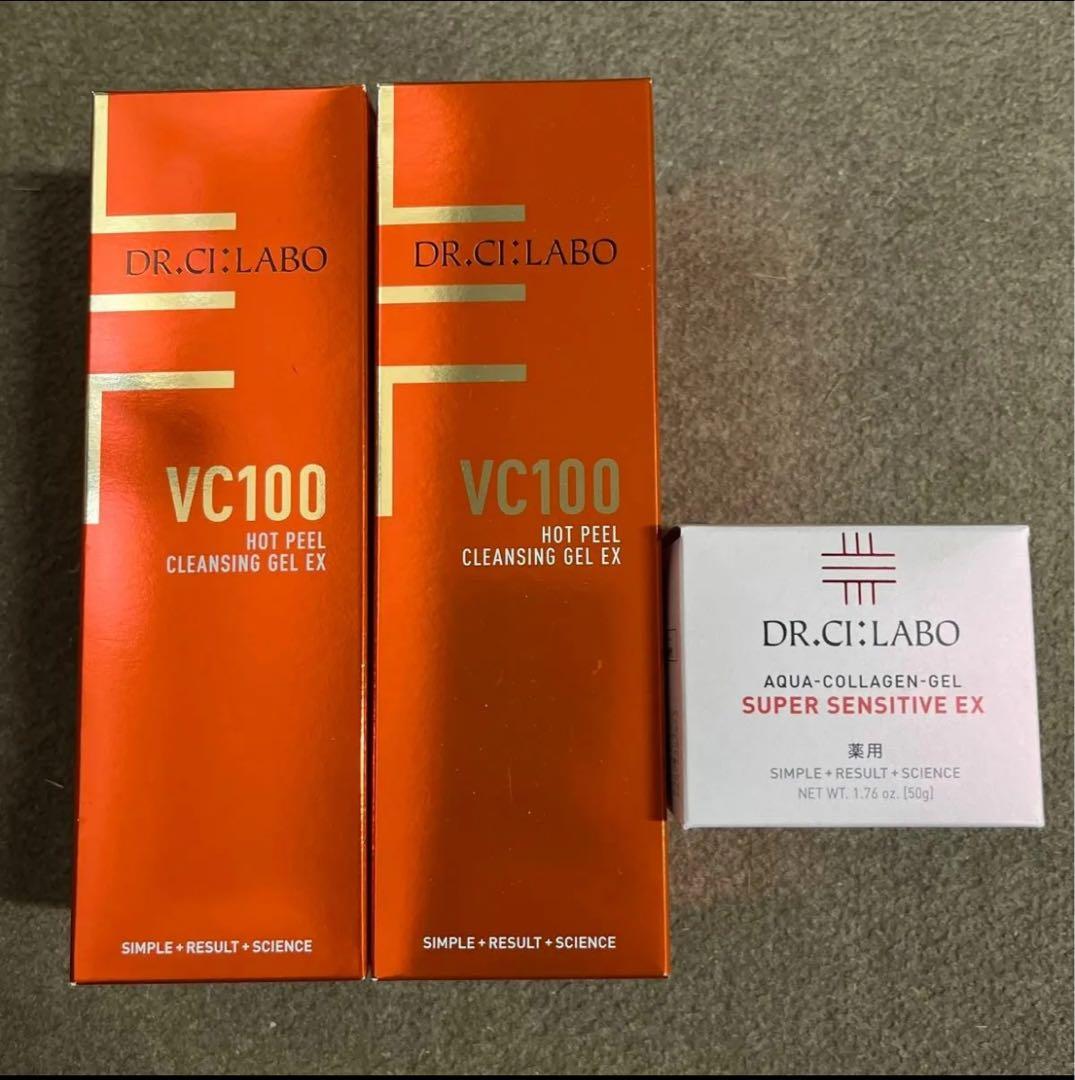 DR.CI:LABO
VC100
HOT PEEL
CLEANSING GEL EX
SIMPLE+RESULT+SCIENCE
DR.CI:LABO
VC100
HOT PEEL
CLEANSING GEL EX
SIMPLE+RESULT+SCIENCE
DR.CI:LABO
AQUA-COLLAGEN-GEL
SUPER SENSITIVE EX
薬用
SIMPLE+RESULT+SCIENCE
NET WT. 1.76 oz. [50g]